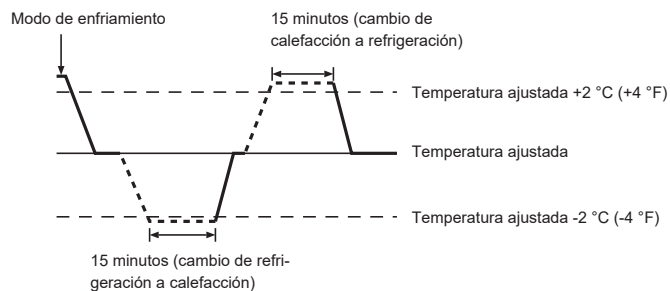 Modo de enfriamiento
15 minutos (cambio de
calefacción a refrigeración)
Temperatura ajustada +2 °C (+4 °F)
Temperatura ajustada
Temperatura ajustada -2 °C (-4 °F)
15 minutos (cambio de refri-
geración a calefacción)